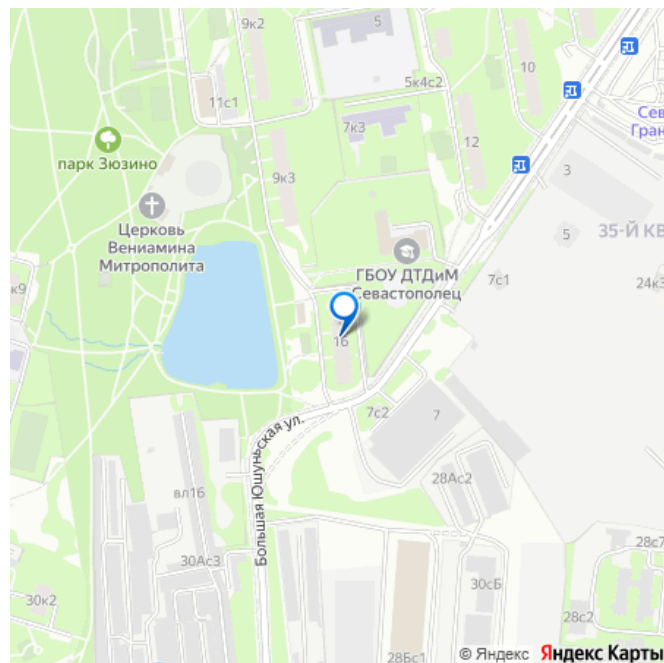 9к2
5
5к4с2
10
11с1
7к3
12
Сев
Гран
парк Зюзино
9к3
3
Церковь
Вениамина
Митрополита
5
35-Й КВ
ГБОУ ДТДиМ
Севастополец
7с1
24к3
к9
16
7с2
7
Большая Юшуньская ул.
28Ас2
вл16
30Ас3
28с7
30сБ
30к2
28с2
28Бс1
© Яндекс Яндекс Карты